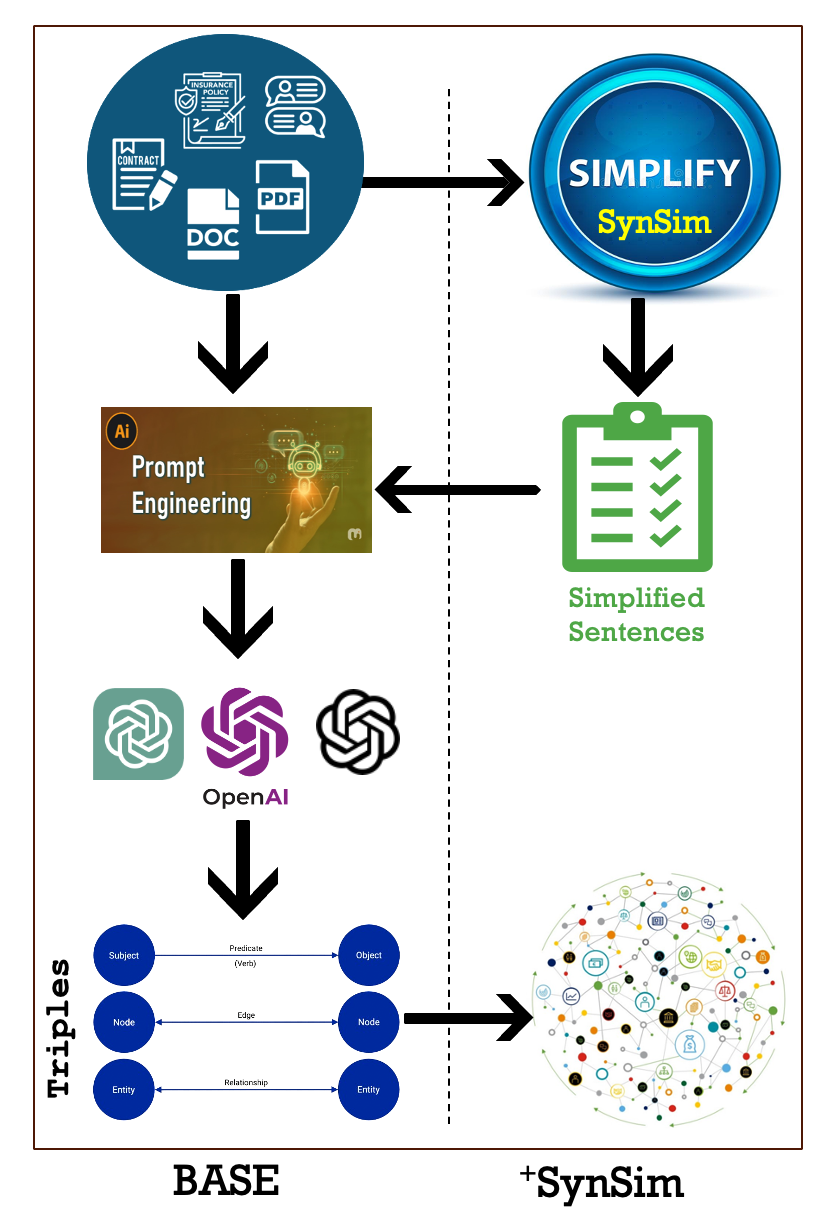 INSURANCE
POLICY
CONTRACT
PDF
DOC
SIMPLIFY
SynSim
Ai
Prompt
Engineering
Simplified
Sentences
OpenAI
Triples
Subject
Predicate
(Verb)
Object
Node
Edge
Node
Entity
Relationship
Entity
BASE
+SynSim